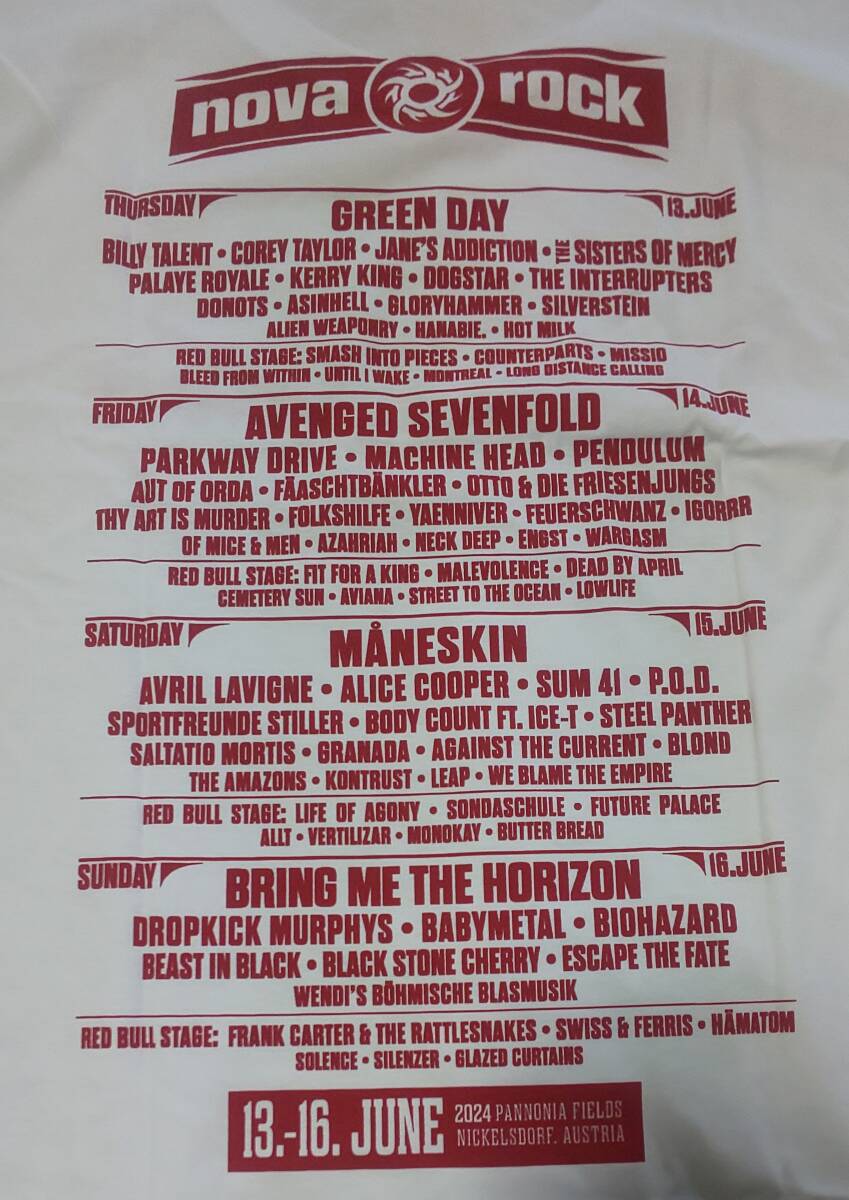 nova rock
THURSDAY GREEN DAY 13.JUNE
BILLY TALENT • COREY TAYLOR • JANE'S ADDICTION • THE SISTERS OF MERCY
PALAYE ROYALE • KERRY KING • DOGSTAR • THE INTERRUPTERS
DONOTS • ASINHELL • GLORYHAMMER • SILVERSTEIN
ALIEN WEAPONRY • HANABIE. • HOT MILK
RED BULL STAGE: SMASH INTO PIECES • COUNTERPARTS • MISSIO
BLEED FROM WITHIN • UNTIL I WAKE • MONTREAL • LONG DISTANCE CALLING
FRIDAY AVENGED SEVENFOLD 14.JUNE
PARKWAY DRIVE • MACHINE HEAD • PENDULUM
AUT OF ORDA • FÄASCHTBÄNKLER • OTTO & DIE FRIESENJUNGS
THY ART IS MURDER • FOLKSHILFE • YAENNIVER • FEUERSCHWANZ • IGORRR
OF MICE & MEN • AZAHRIAH • NECK DEEP • ENGST • WARGASM
RED BULL STAGE: FIT FOR A KING • MALEVOLENCE • DEAD BY APRIL
CEMETERY SUN • AVIANA • STREET TO THE OCEAN • LOWLIFE
SATURDAY MÅNESKIN 15.JUNE
AVRIL LAVIGNE • ALICE COOPER • SUM 41 • P.O.D.
SPORTFREUNDE STILLER • BODY COUNT FT. ICE-T • STEEL PANTHER
SALTATIO MORTIS • GRANADA • AGAINST THE CURRENT • BLOND
THE AMAZONS • KONTRUST • LEAP • WE BLAME THE EMPIRE
RED BULL STAGE: LIFE OF AGONY • SONDASCHULE • FUTURE PALACE
ALLT • VERTILIZAR • MONOKAY • BUTTER BREAD
SUNDAY BRING ME THE HORIZON 16.JUNE
DROPKICK MURPHYS • BABYMETAL • BIOHAZARD
BEAST IN BLACK • BLACK STONE CHERRY • ESCAPE THE FATE
WENDI'S BÖHMISCHE BLASMUSIK
RED BULL STAGE: FRANK CARTER & THE RATTLESNAKES • SWISS & FERRIS • HÄMATOM
SOLENCE • SILENZER • GLAZED CURTAINS
13.-16. JUNE 2024 PANNONIA FIELDS
NICKELSDORF. AUSTRIA